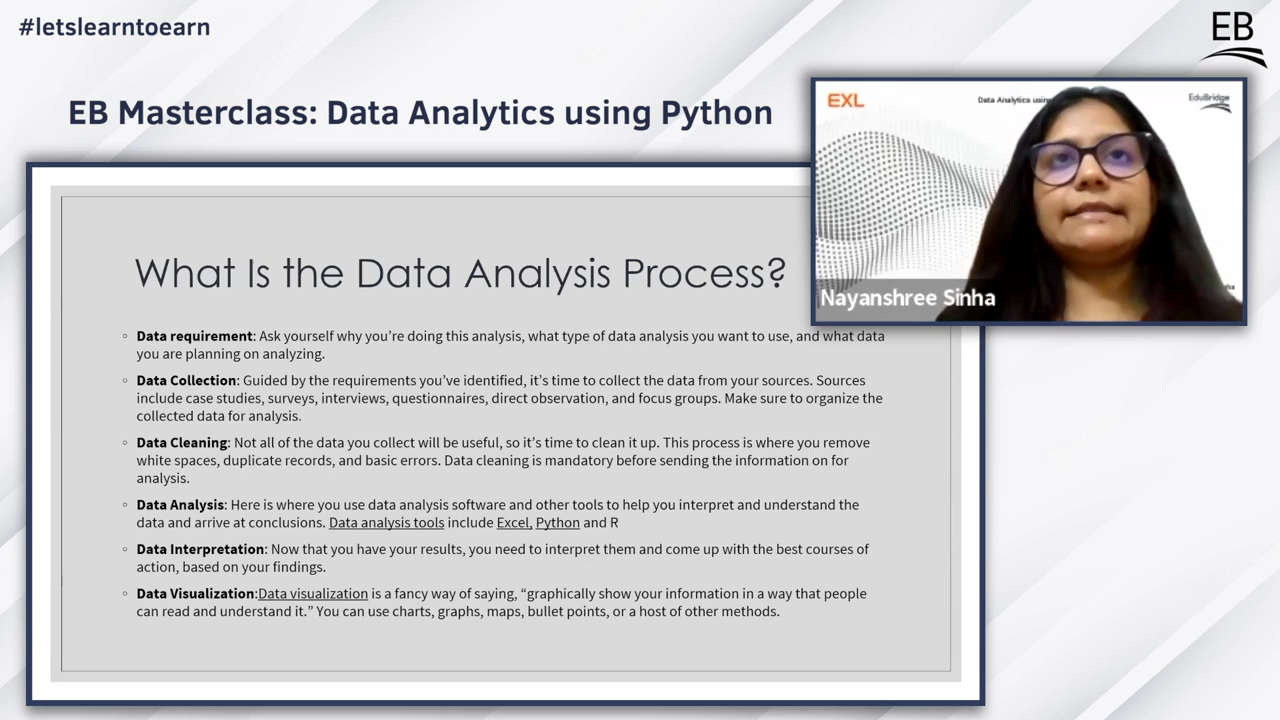 #letslearntoearn
EB
EB Masterclass: Data Analytics using Python
EXL
Data Analytics using
EduBridge
Nayanshree Sinha
What Is the Data Analysis Process?
Data requirement: Ask yourself why you’re doing this analysis, what type of data analysis you want to use, and what data
you are planning on analyzing.
Data Collection: Guided by the requirements you’ve identified, it’s time to collect the data from your sources. Sources
include case studies, surveys, interviews, questionnaires, direct observation, and focus groups. Make sure to organize the
collected data for analysis.
Data Cleaning: Not all of the data you collect will be useful, so it’s time to clean it up. This process is where you remove
white spaces, duplicate records, and basic errors. Data cleaning is mandatory before sending the information on for
analysis.
Data Analysis: Here is where you use data analysis software and other tools to help you interpret and understand the
data and arrive at conclusions. Data analysis tools include Excel, Python and R
Data Interpretation: Now that you have your results, you need to interpret them and come up with the best courses of
action, based on your findings.
Data Visualization:Data visualization is a fancy way of saying, “graphically show your information in a way that people
can read and understand it.” You can use charts, graphs, maps, bullet points, or a host of other methods.